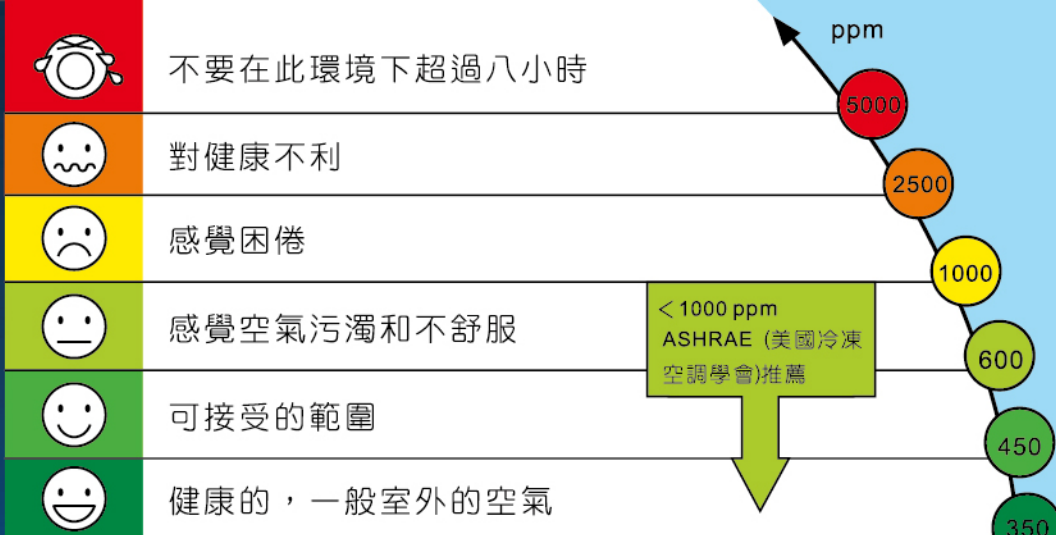 ppm
不要在此環境下超過八小時
5000
對健康不利
2500
感覺困倦
1000
感覺空氣污濁和不舒服
＜1000 ppm
ASHRAE (美國冷凍
空調學會)推薦
600
可接受的範圍
450
健康的，一般室外的空氣
350